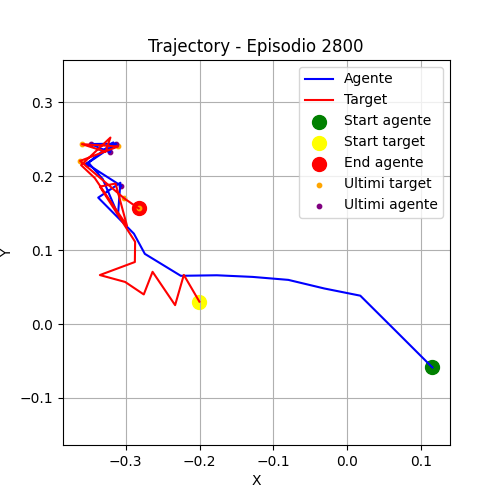 Trajectory - Episodio 2800
Agente
Target
Start agente
Start target
End agente
Ultimi target
Ultimi agente
0.3
0.2
0.1
0.0
−0.1
Y
−0.3
−0.2
−0.1
0.0
0.1
X